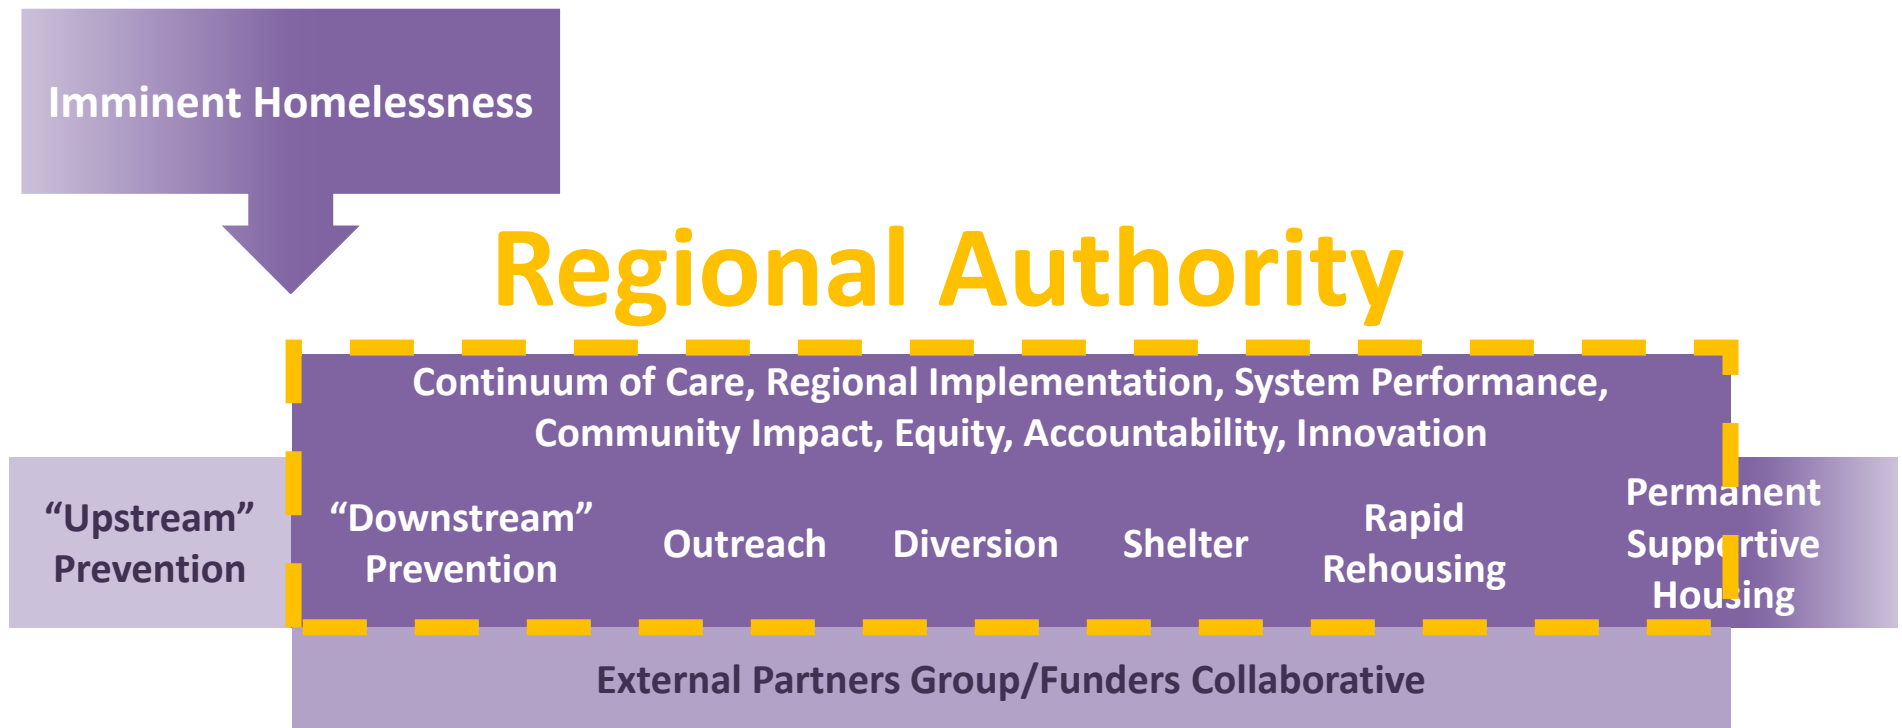 Imminent Homelessness
Regional Authority
Continuum of Care, Regional Implementation, System Performance,
Community Impact, Equity, Accountability, Innovation
“Upstream”
Prevention
“Downstream”
Prevention
Outreach
Diversion
Shelter
Rapid
Rehousing
Permanent
Supportive
Housing
External Partners Group/Funders Collaborative